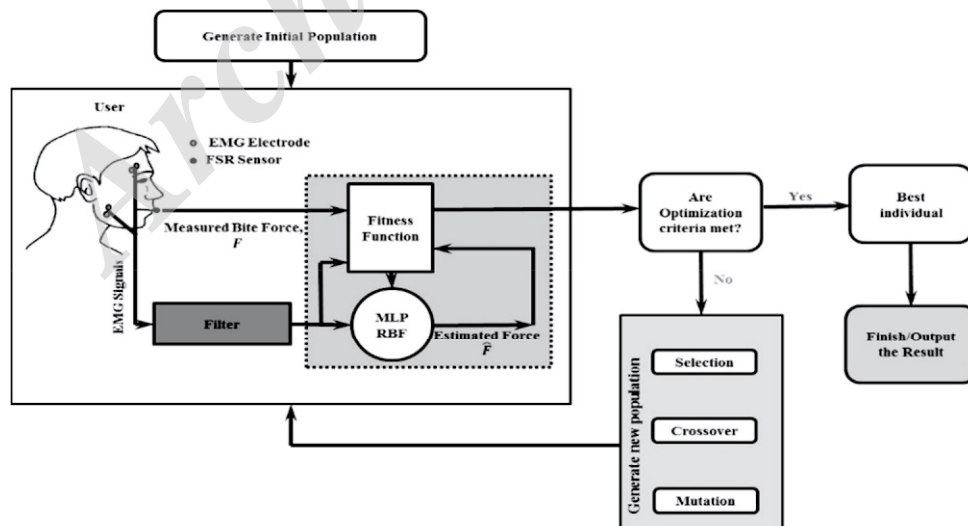 Generate Initial Population
Arch
User
EMG Electrode
FSR Sensor
Measured Bite Force,
F
EMG Signals
Filter
Fitness
Function
MLP
RBF
Estimated Force
F̂
Are
Optimization
criteria met?
Yes
No
Best
individual
Finish/Output
the Result
Generate new population
Selection
Crossover
Mutation